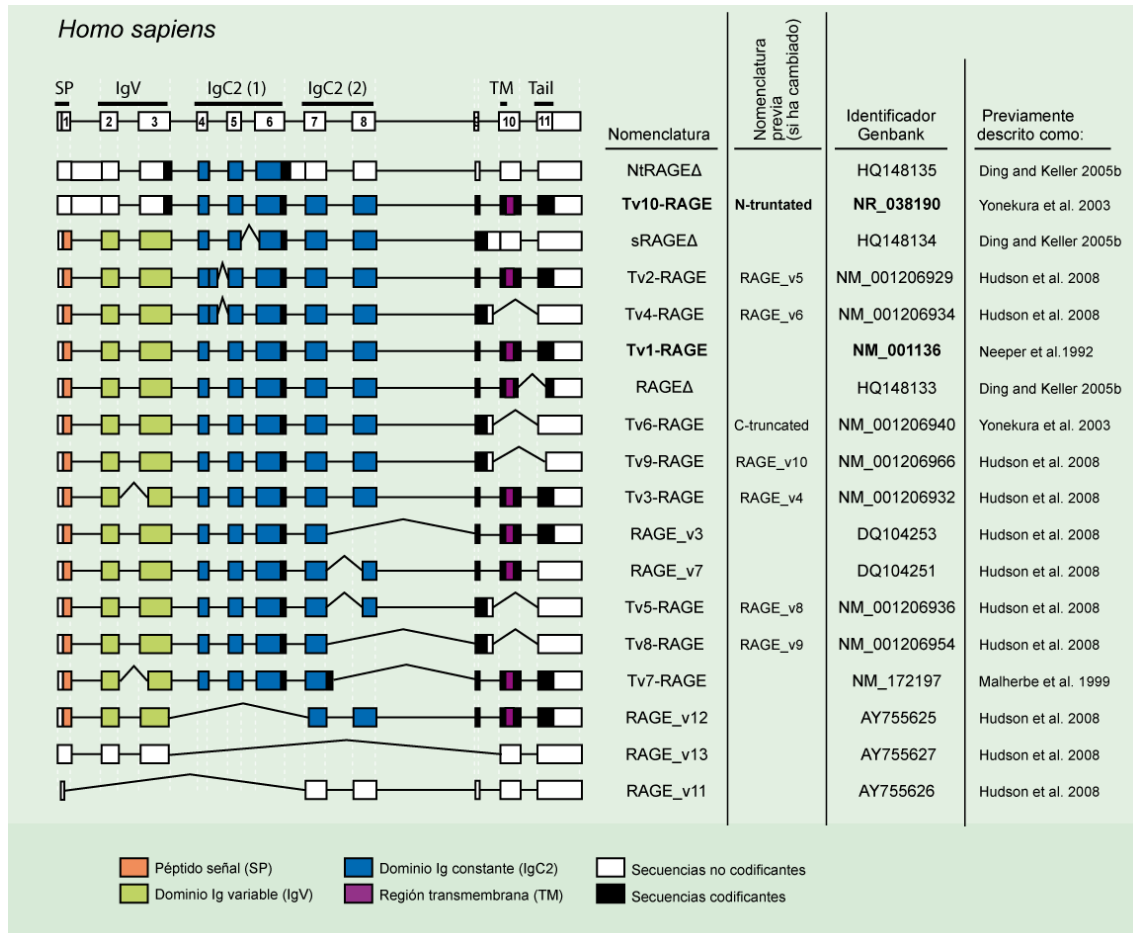 Homo sapiens
SP IgV IgC2 (1) IgC2 (2) TM Tail
1 2 3 4 5 6 7 8 9 10 11
Nomenclatura
Nomenclatura
previa
(si ha cambiado)
Identificador
Genbank
Previamente
descrito como:
NtRAGEΔ HQ148135 Ding and Keller 2005b
Tv10-RAGE N-truntated NR_038190 Yonekura et al. 2003
sRAGEΔ HQ148134 Ding and Keller 2005b
Tv2-RAGE RAGE_v5 NM_001206929 Hudson et al. 2008
Tv4-RAGE RAGE_v6 NM_001206934 Hudson et al. 2008
Tv1-RAGE NM_001136 Neeper et al.1992
RAGEΔ HQ148133 Ding and Keller 2005b
Tv6-RAGE C-truncated NM_001206940 Yonekura et al. 2003
Tv9-RAGE RAGE_v10 NM_001206966 Hudson et al. 2008
Tv3-RAGE RAGE_v4 NM_001206932 Hudson et al. 2008
RAGE_v3 DQ104253 Hudson et al. 2008
RAGE_v7 DQ104251 Hudson et al. 2008
Tv5-RAGE RAGE_v8 NM_001206936 Hudson et al. 2008
Tv8-RAGE RAGE_v9 NM_001206954 Hudson et al. 2008
Tv7-RAGE NM_172197 Malherbe et al. 1999
RAGE_v12 AY755625 Hudson et al. 2008
RAGE_v13 AY755627 Hudson et al. 2008
RAGE_v11 AY755626 Hudson et al. 2008
Péptido señal (SP) Dominio Ig constante (IgC2) Secuencias no codificantes
Dominio Ig variable (IgV) Región transmembrana (TM) Secuencias codificantes